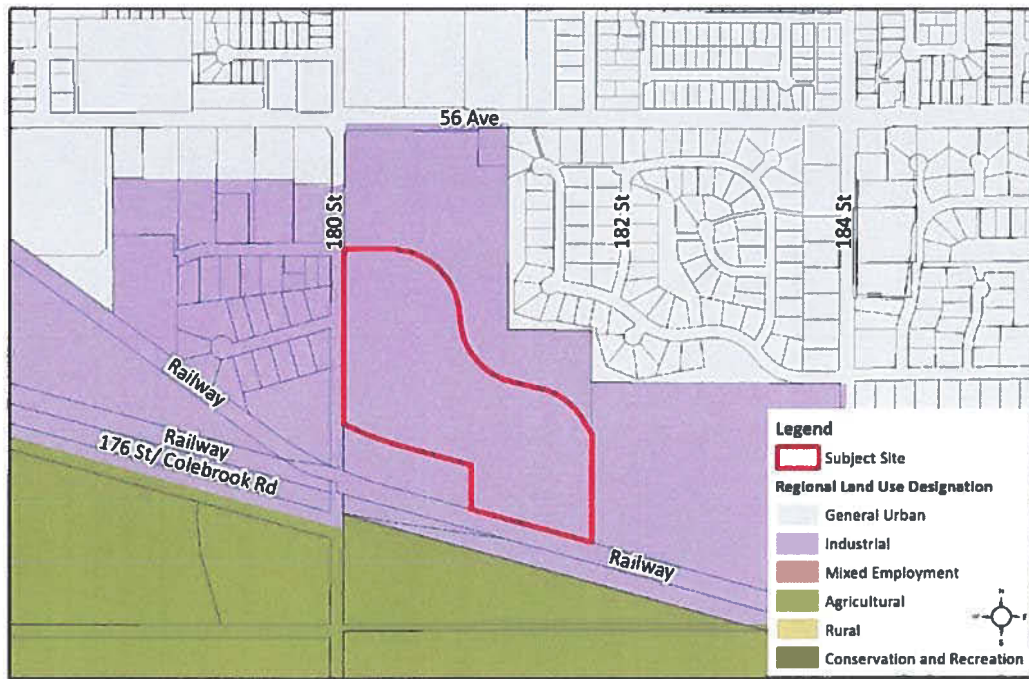 56 Ave
180 St
182 St
184 St
Railway
Railway
176 St/ Colebrook Rd
Railway
Legend
Subject Site
Regional Land Use Designation
General Urban
Industrial
Mixed Employment
Agricultural
Rural
Conservation and Recreation
N
W
E
S